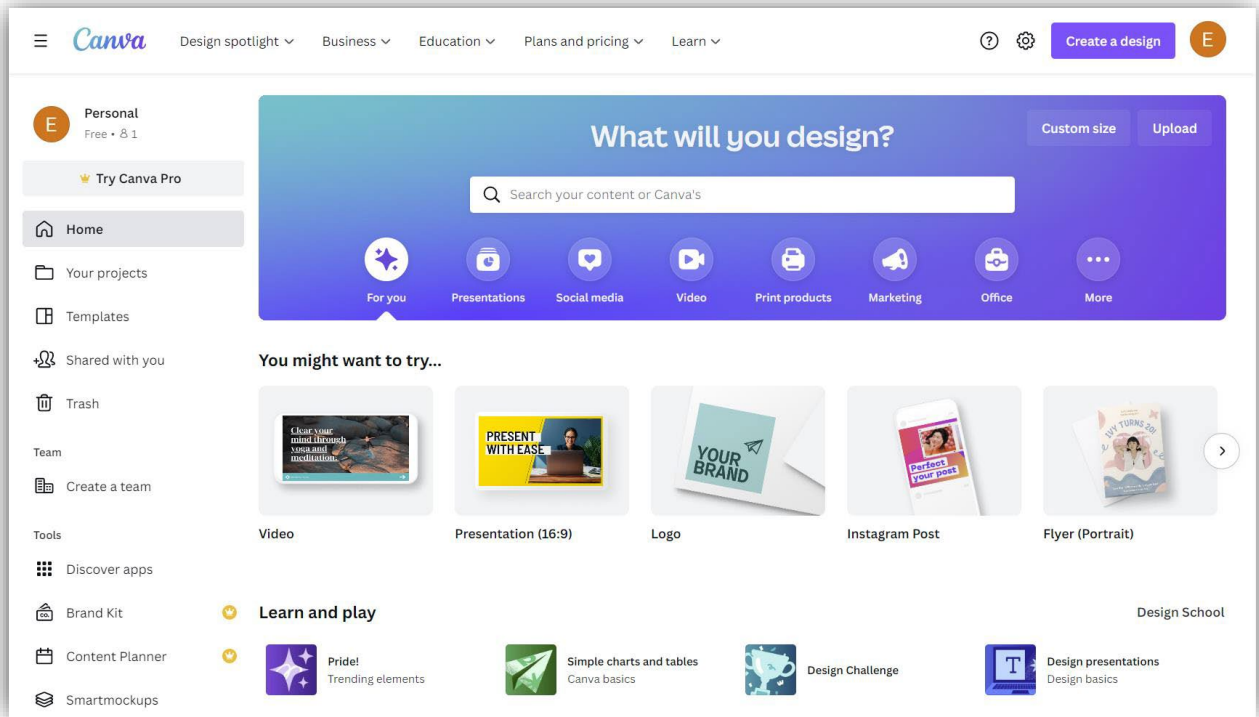 Canva
Design spotlight
Business
Education
Plans and pricing
Learn
Create a design
E
E
Personal
Free • 1
Try Canva Pro
Home
Your projects
Templates
Shared with you
Trash
Team
Create a team
Tools
Discover apps
CO.
Brand Kit
Content Planner
Smartmockups
What will you design?
Custom size
Upload
Search your content or Canva's
For you
Presentations
Social media
Video
Print products
Marketing
Office
More
You might want to try...
Clear your
mind through
yoga and
meditation.
Video
PRESENT
WITH EASE
Presentation (16:9)
YOUR
BRAND
Logo
Perfect
your post
Instagram Post
IVY TURNS 20!
Flyer (Portrait)
Learn and play
Design School
Pride!
Trending elements
Simple charts and tables
Canva basics
Design Challenge
T
Design presentations
Design basics